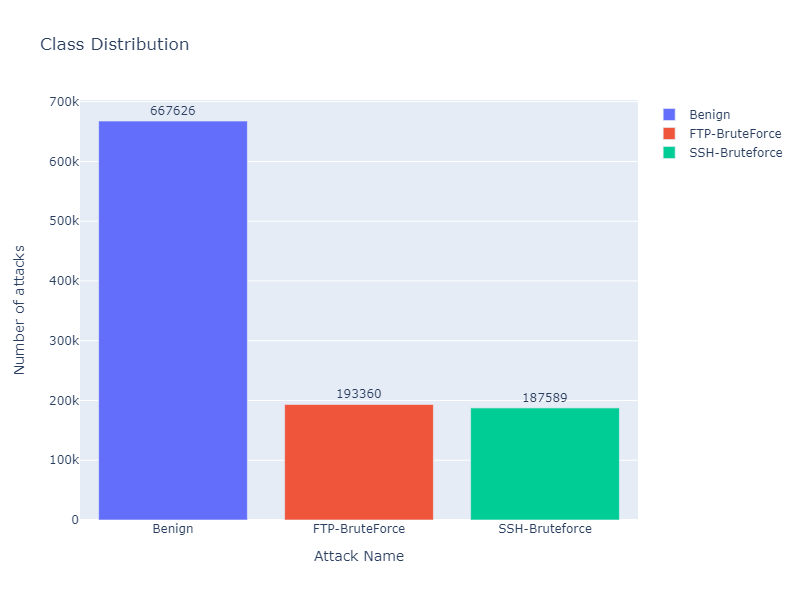 Class Distribution
700k
600k
500k
400k
300k
200k
100k
0
Number of attacks
667626
193360
187589
Benign
FTP-BruteForce
SSH-Bruteforce
Attack Name
Benign
FTP-BruteForce
SSH-Bruteforce